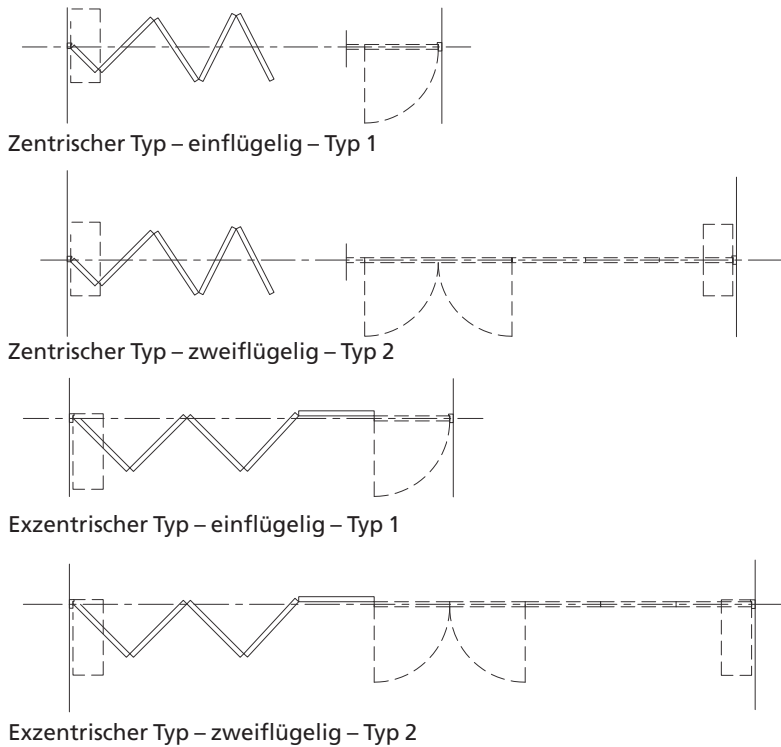 Zentrischer Typ – einflügelig – Typ 1
Zentrischer Typ – zweiflügelig – Typ 2
Exzentrischer Typ – einflügelig – Typ 1
Exzentrischer Typ – zweiflügelig – Typ 2